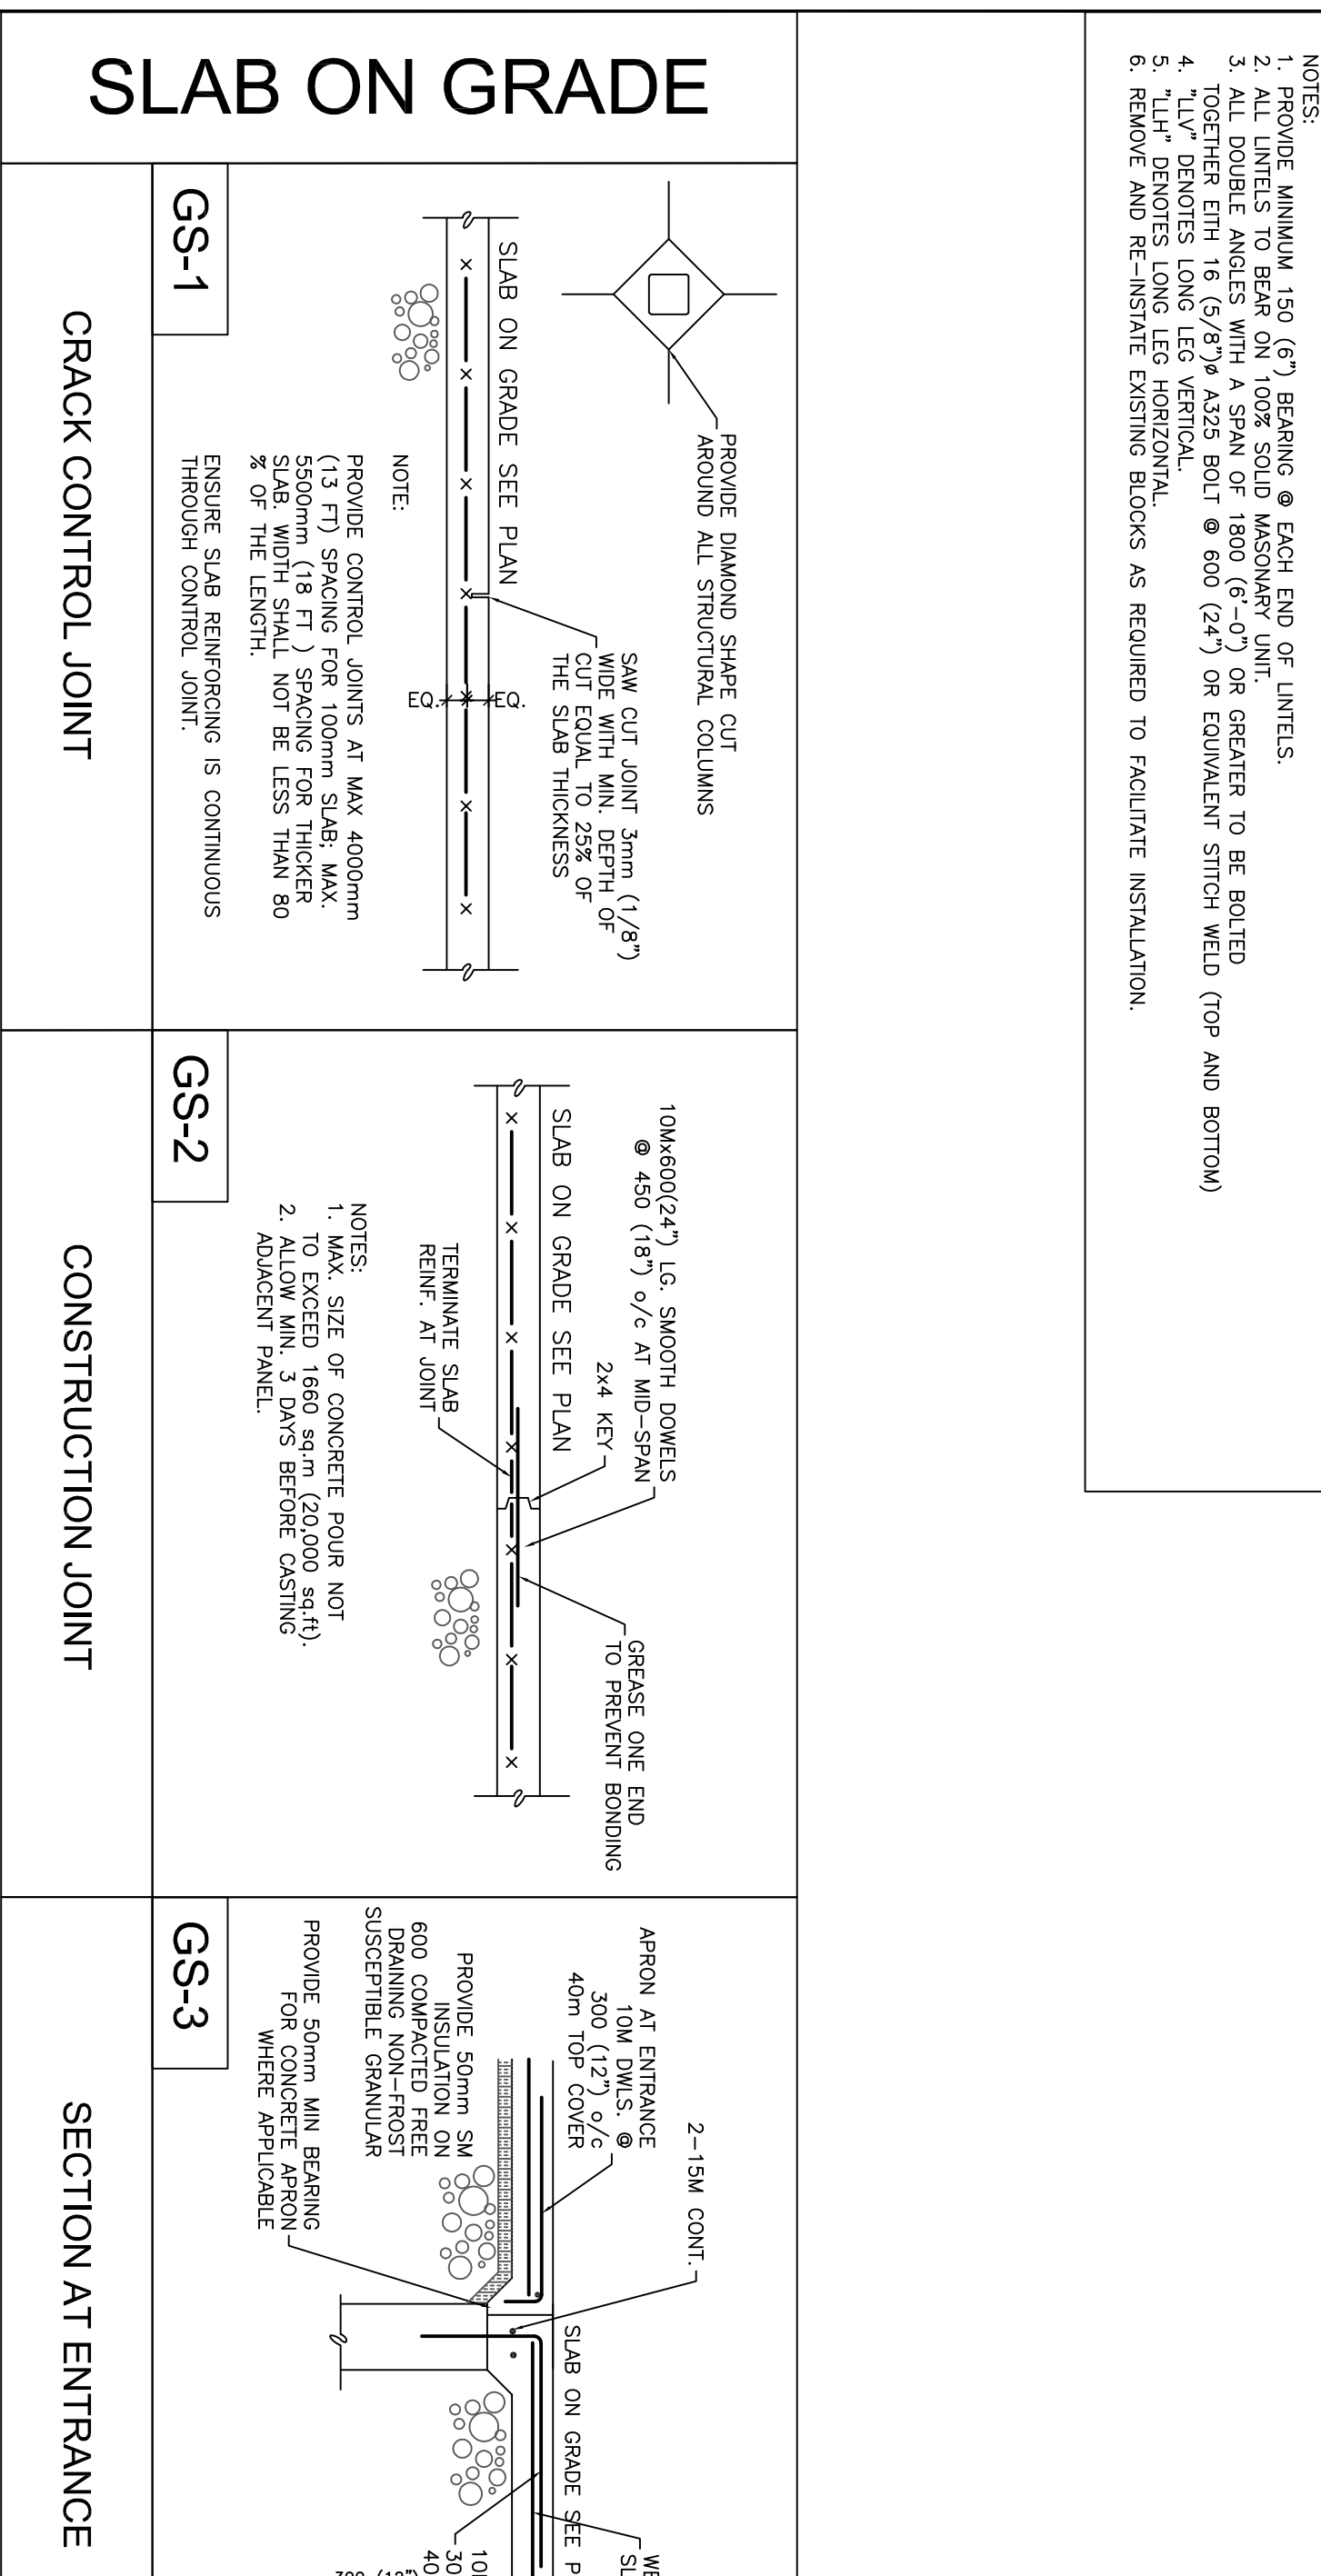 NOTES:
1. PROVIDE MINIMUM 150 (6") BEARING @ EACH END OF LINTELS.
2. ALL LINTELS TO BEAR ON 100% SOLID MASONARY UNIT.
3. ALL DOUBLE ANGLES WITH A SPAN OF 1800 (6'-0") OR GREATER TO BE BOLTED
TOGETHER EITH 16 (5/8")ø A325 BOLT @ 600 (24") OR EQUIVALENT STITCH WELD (TOP AND BOTTOM)
4. "LLV" DENOTES LONG LEG VERTICAL.
5. "LLH" DENOTES LONG LEG HORIZONTAL.
6. REMOVE AND RE-INSTATE EXISTING BLOCKS AS REQUIRED TO FACILITATE INSTALLATION.
SLAB ON GRADE
PROVIDE DIAMOND SHAPE CUT
AROUND ALL STRUCTURAL COLUMNS
SAW CUT JOINT 3mm (1/8")
WIDE WITH MIN. DEPTH OF
CUT EQUAL TO 25% OF
THE SLAB THICKNESS
SLAB ON GRADE SEE PLAN
EQ.
EQ.
NOTE:
PROVIDE CONTROL JOINTS AT MAX 4000mm
(13 FT) SPACING FOR 100mm SLAB; MAX.
5500mm (18 FT ) SPACING FOR THICKER
SLAB. WIDTH SHALL NOT BE LESS THAN 80
% OF THE LENGTH.
ENSURE SLAB REINFORCING IS CONTINUOUS
THROUGH CONTROL JOINT.
GS-1
CRACK CONTROL JOINT
10Mx600(24") LG. SMOOTH DOWELS
@ 450 (18") o/c AT MID-SPAN
2x4 KEY
GREASE ONE END
TO PREVENT BONDING
SLAB ON GRADE SEE PLAN
TERMINATE SLAB
REINF. AT JOINT
NOTES:
1. MAX. SIZE OF CONCRETE POUR NOT
TO EXCEED 1660 sq.m (20,000 sq.ft).
2. ALLOW MIN. 3 DAYS BEFORE CASTING
ADJACENT PANEL.
GS-2
CONSTRUCTION JOINT
2-15M CONT.
APRON AT ENTRANCE
10M DWLS. @
300 (12") o/c
40m TOP COVER
SLAB ON GRADE SEE P
PROVIDE 50mm SM
INSULATION ON
600 COMPACTED FREE
DRAINING NON-FROST
SUSCEPTIBLE GRANULAR
PROVIDE 50mm MIN BEARING
FOR CONCRETE APRON
WHERE APPLICABLE
GS-3
SECTION AT ENTRANCE